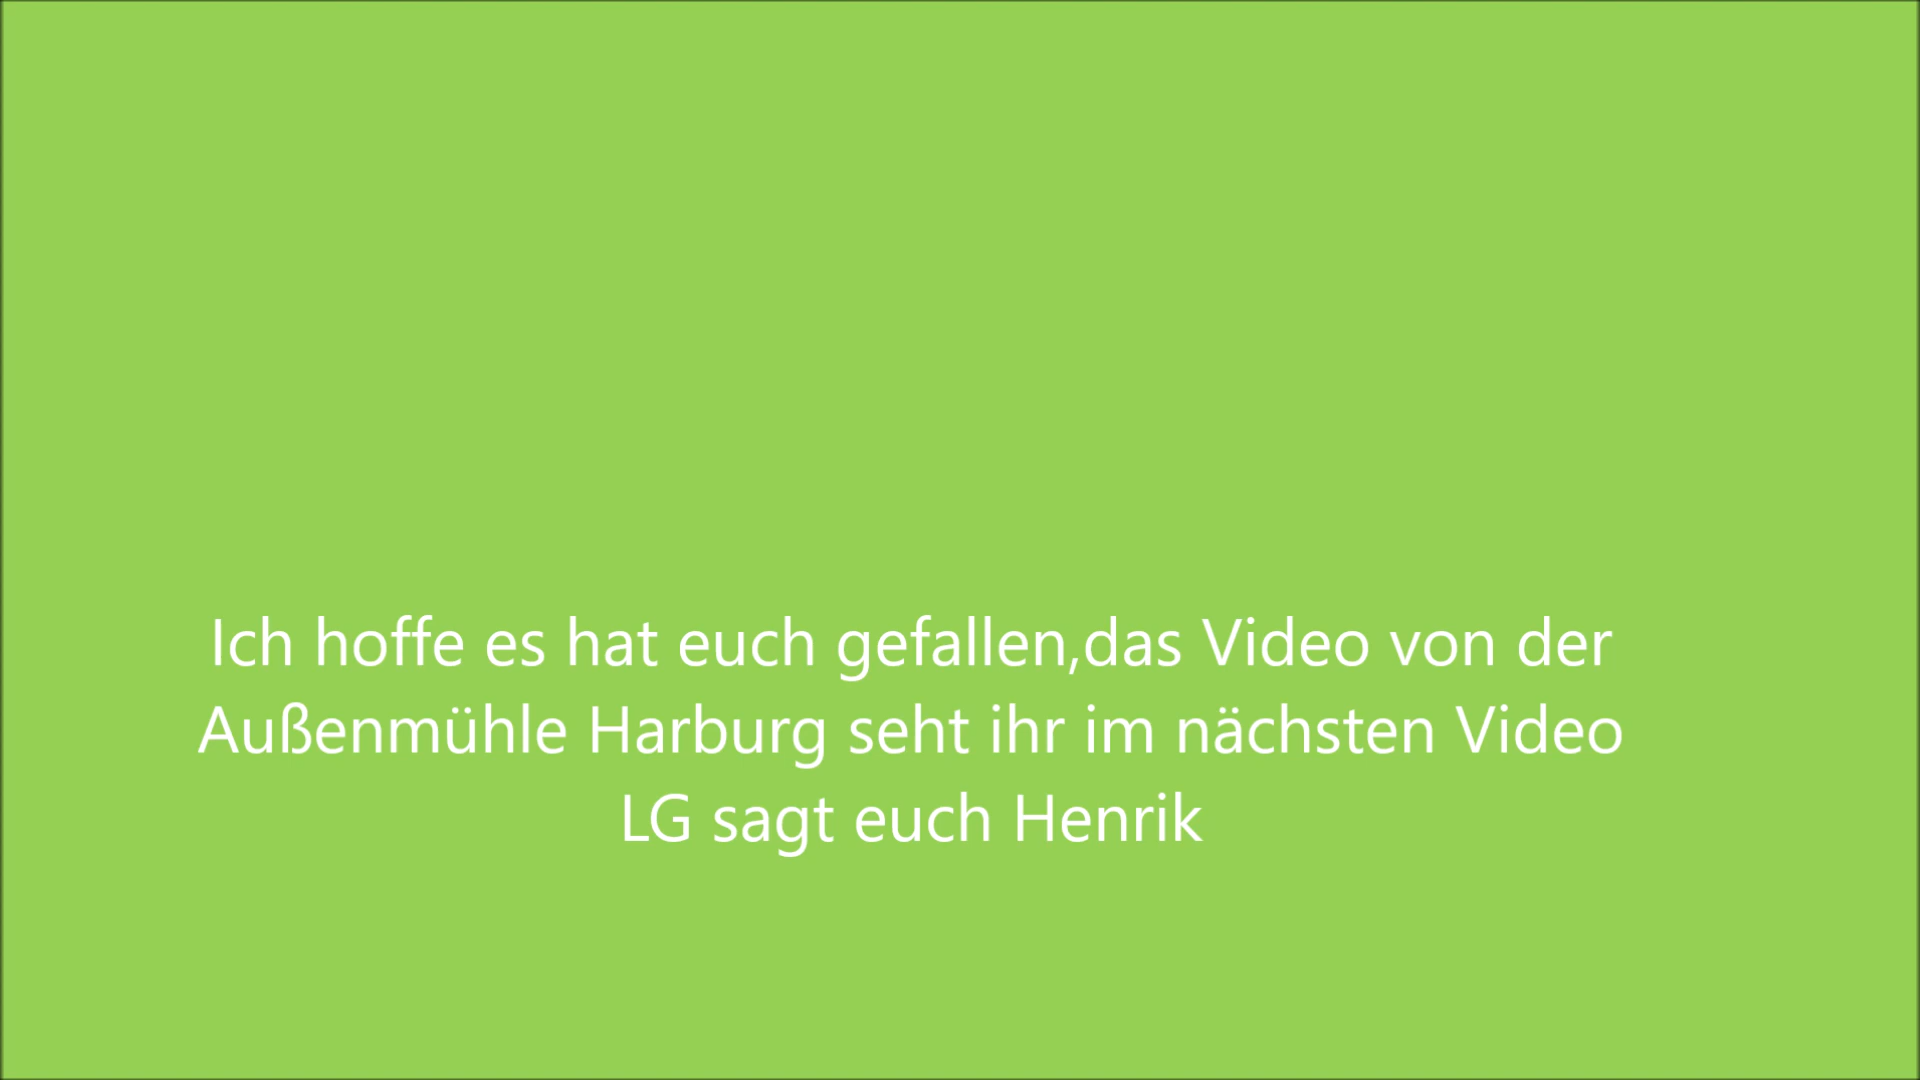 Ich hoffe es hat euch gefallen,das Video von der
Außenmühle Harburg seht ihr im nächsten Video
LG sagt euch Henrik